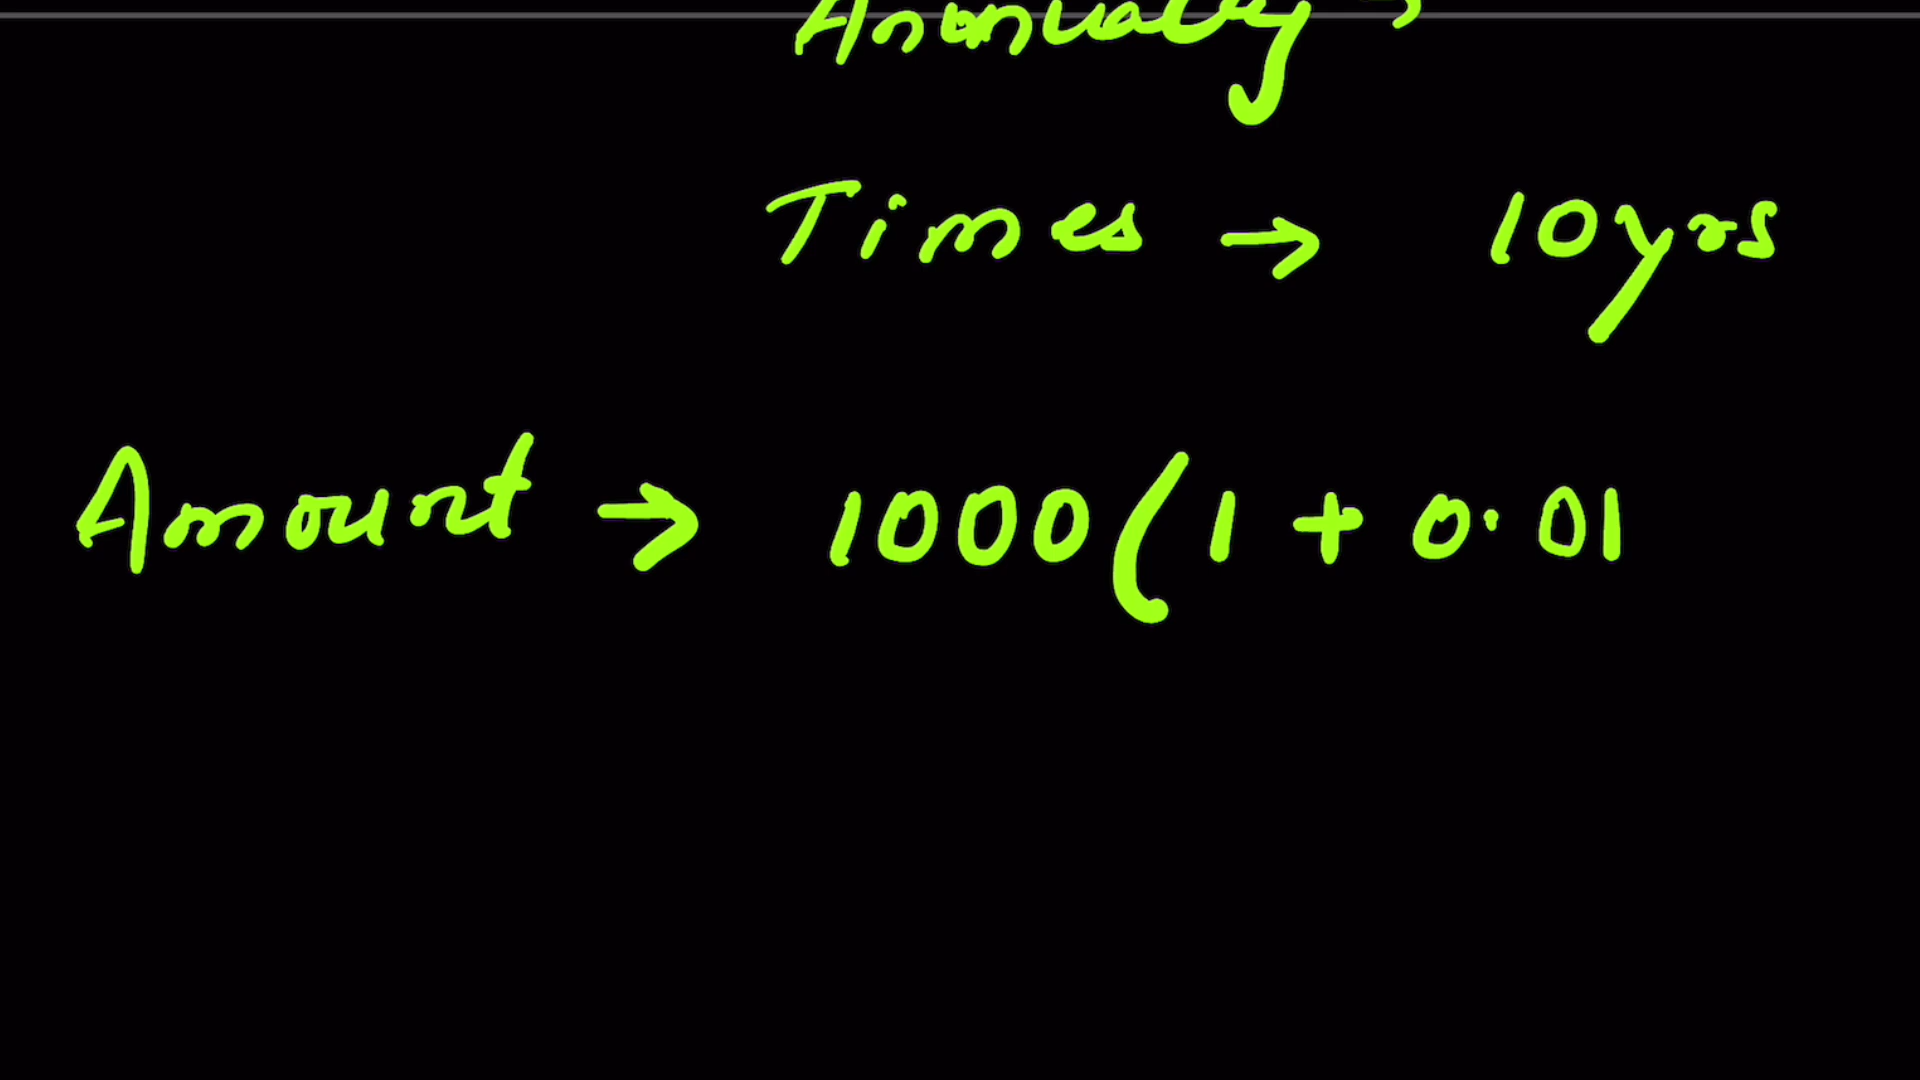 Annually →
Times → 10yrs
Amount → 1000(1+0.01